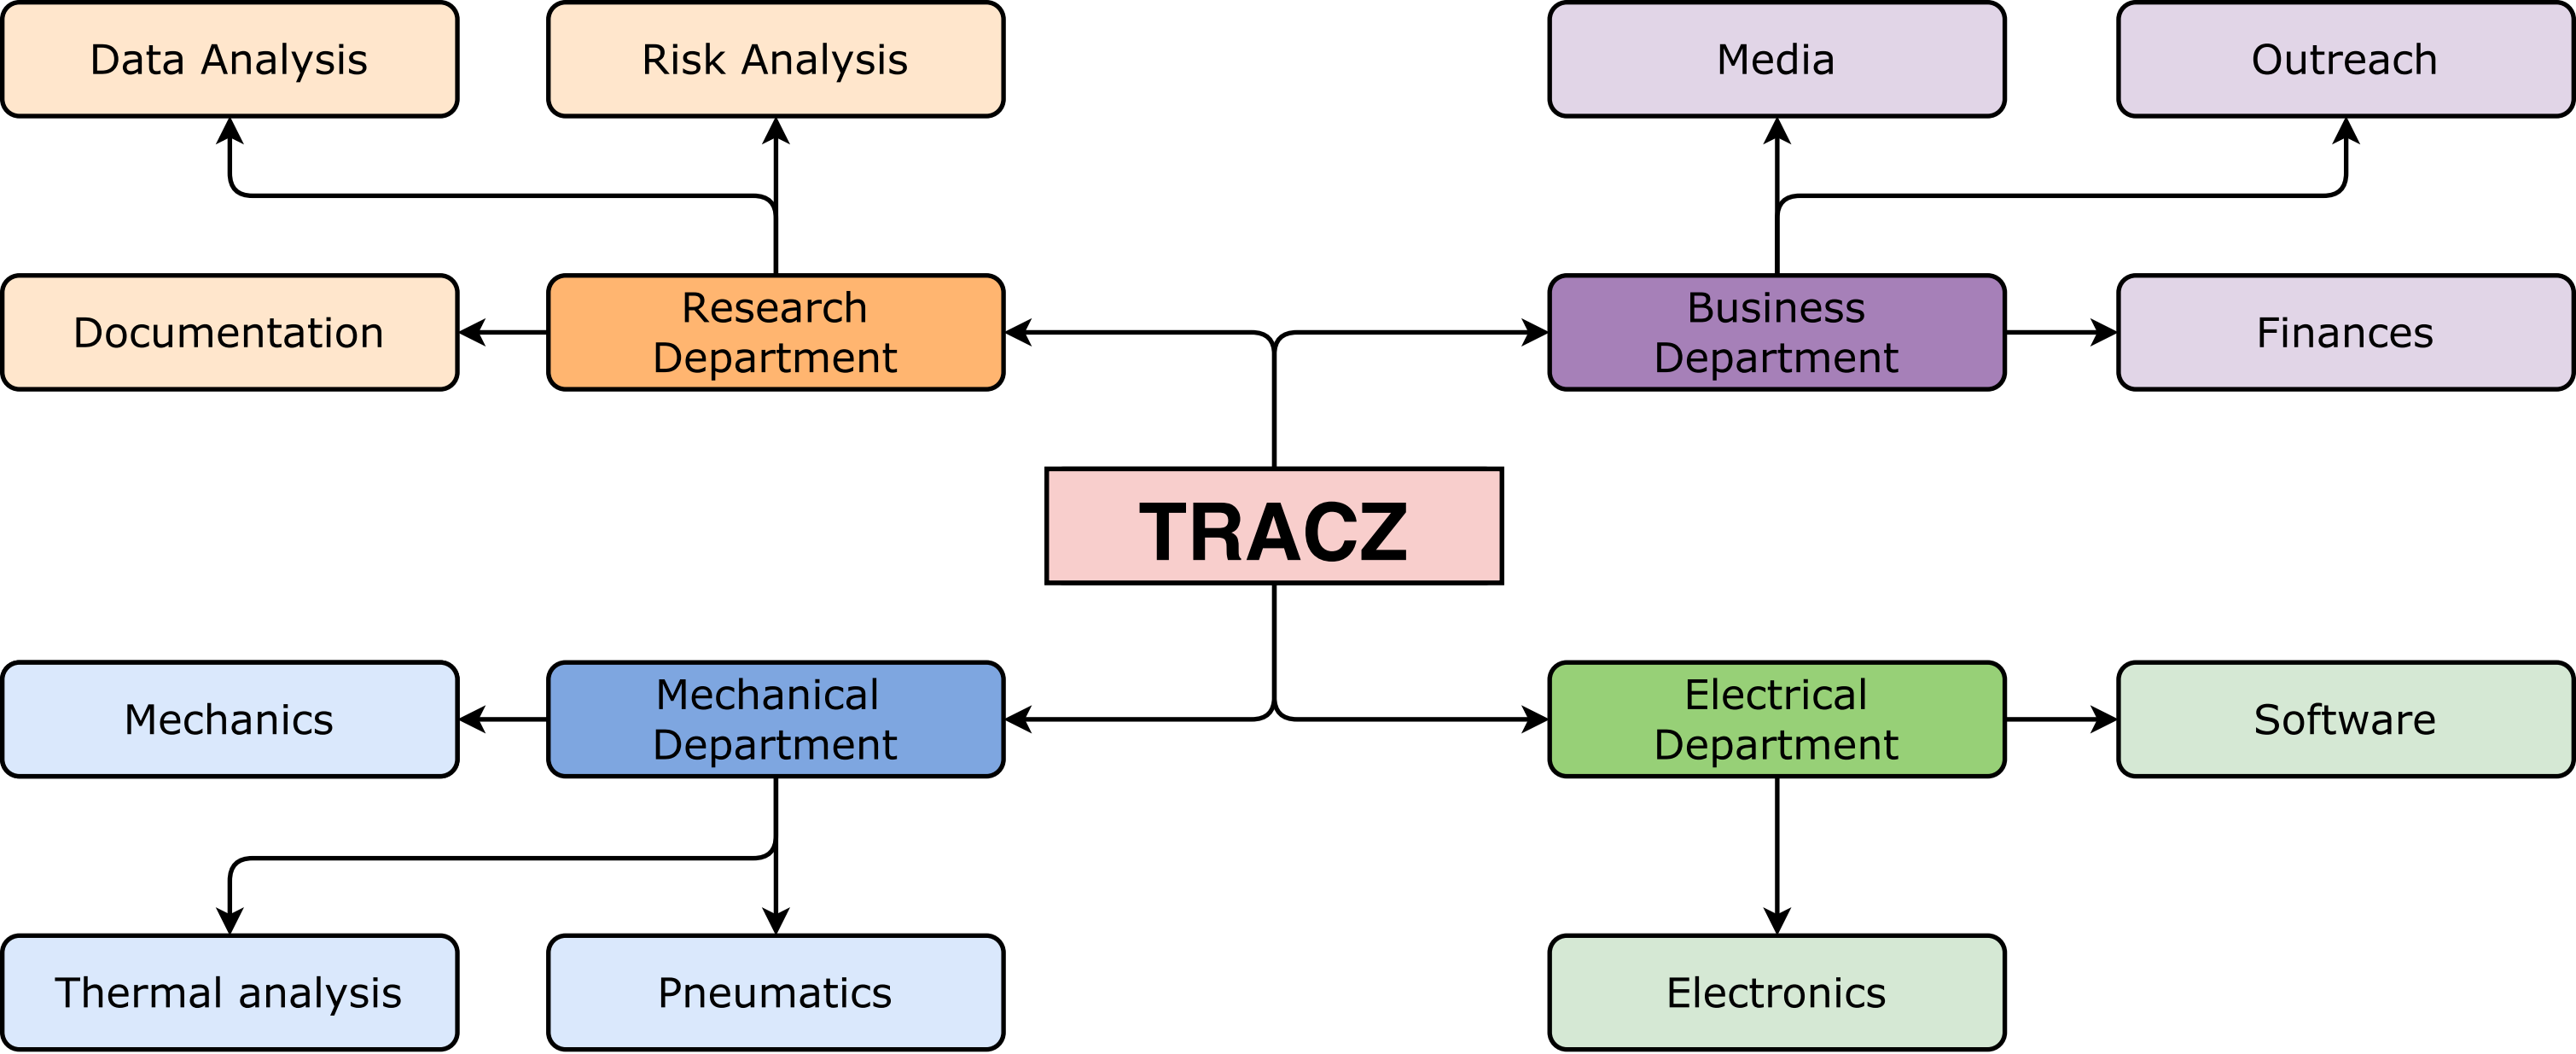 Data Analysis
Risk Analysis
Media
Outreach
Documentation
Research
Department
Business
Department
Finances
TRACZ
Mechanics
Mechanical
Department
Electrical
Department
Software
Thermal analysis
Pneumatics
Electronics